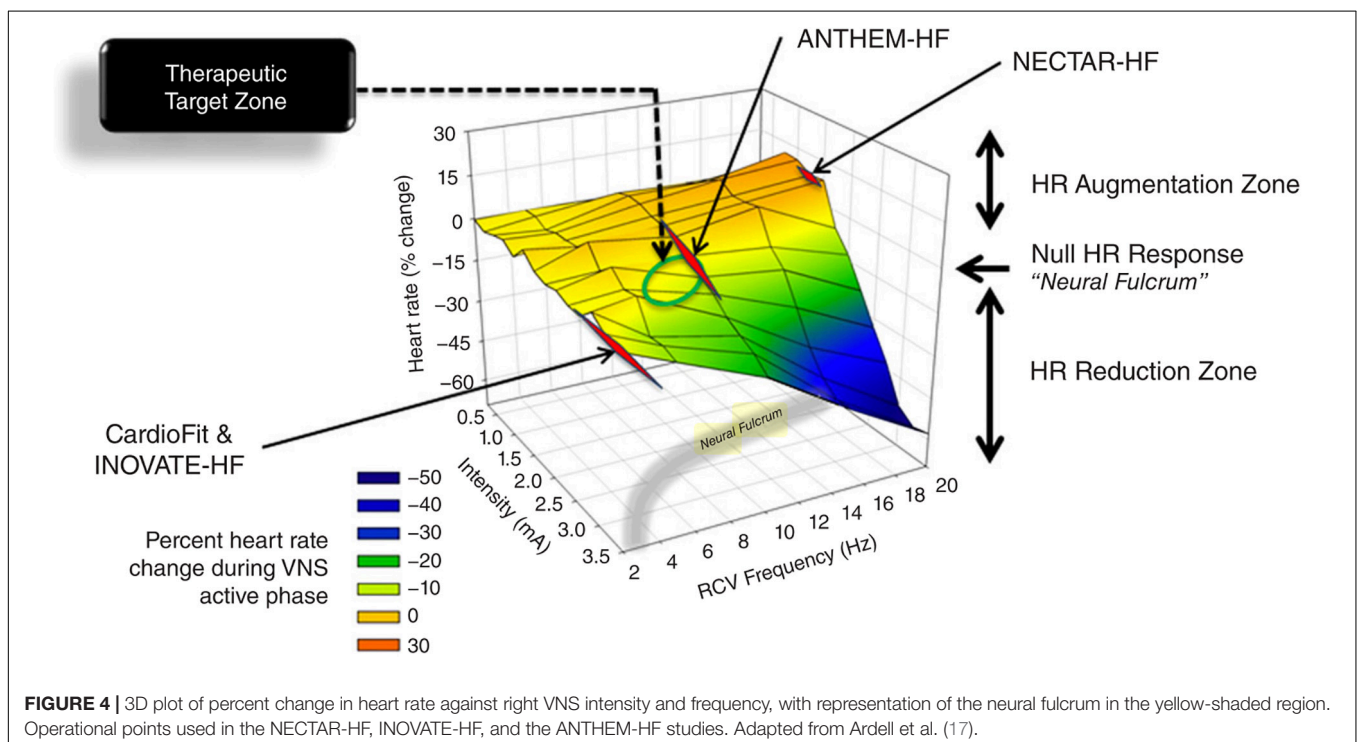 Therapeutic
Target Zone
ANTHEM-HF
NECTAR-HF
30
15
0
−15
−30
−45
−60
Heart rate (% change)
HR Augmentation Zone
Null HR Response
"Neural Fulcrum"
HR Reduction Zone
CardioFit &
INOVATE-HF
0.5
1.0
1.5
2.0
2.5
3.0
3.5
Intensity (mA)
Neural Fulcrum
2
4
6
8
10
12
14
16
18
20
RCV Frequency (Hz)
Percent heart rate
change during VNS
active phase
−50
−40
−30
−20
−10
0
30
FIGURE 4 | 3D plot of percent change in heart rate against right VNS intensity and frequency, with representation of the neural fulcrum in the yellow-shaded region.
Operational points used in the NECTAR-HF, INOVATE-HF, and the ANTHEM-HF studies. Adapted from Ardell et al. (17).